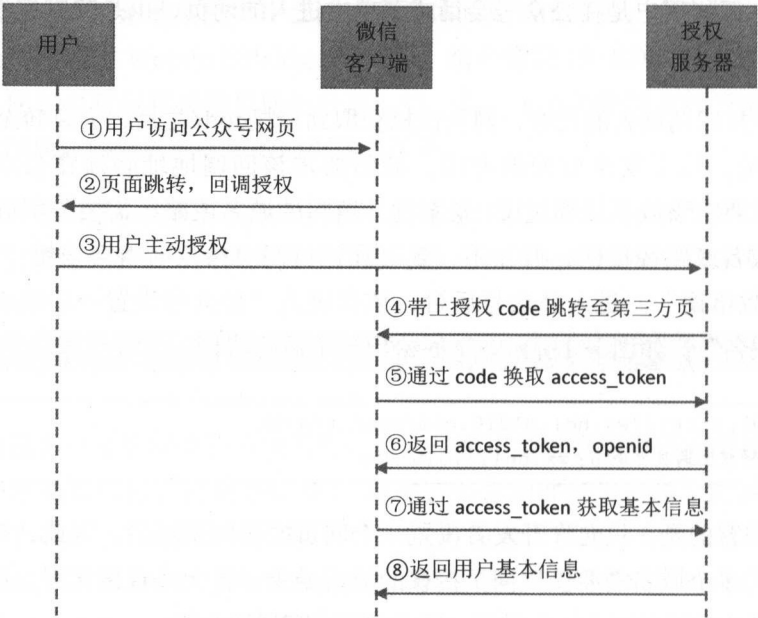 用户
微信
客户端
授权
服务器
①用户访问公众号网页
②页面跳转，回调授权
③用户主动授权
④带上授权 code 跳转至第三方页
⑤通过 code 换取 access_token
⑥返回 access_token，openid
⑦通过 access_token 获取基本信息
⑧返回用户基本信息